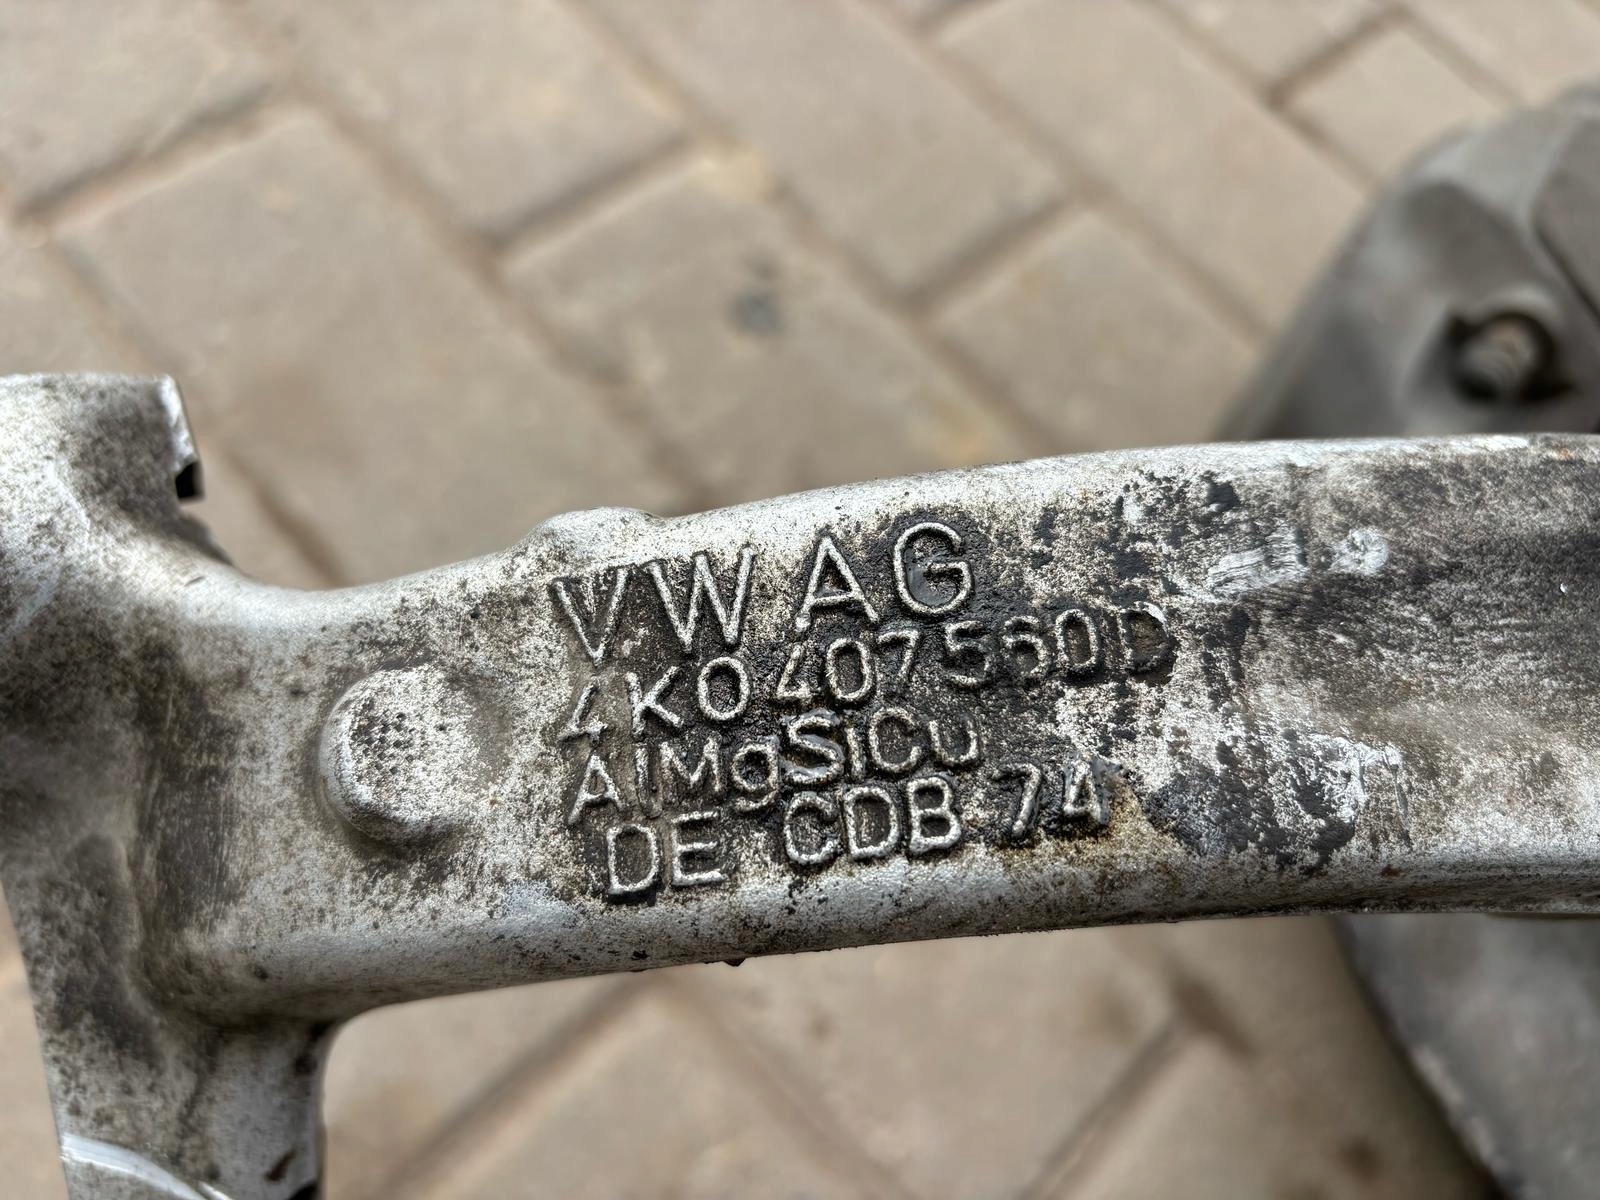 VW AG
4K0 407 560 D
AlMgSiCu
DE CDB 74